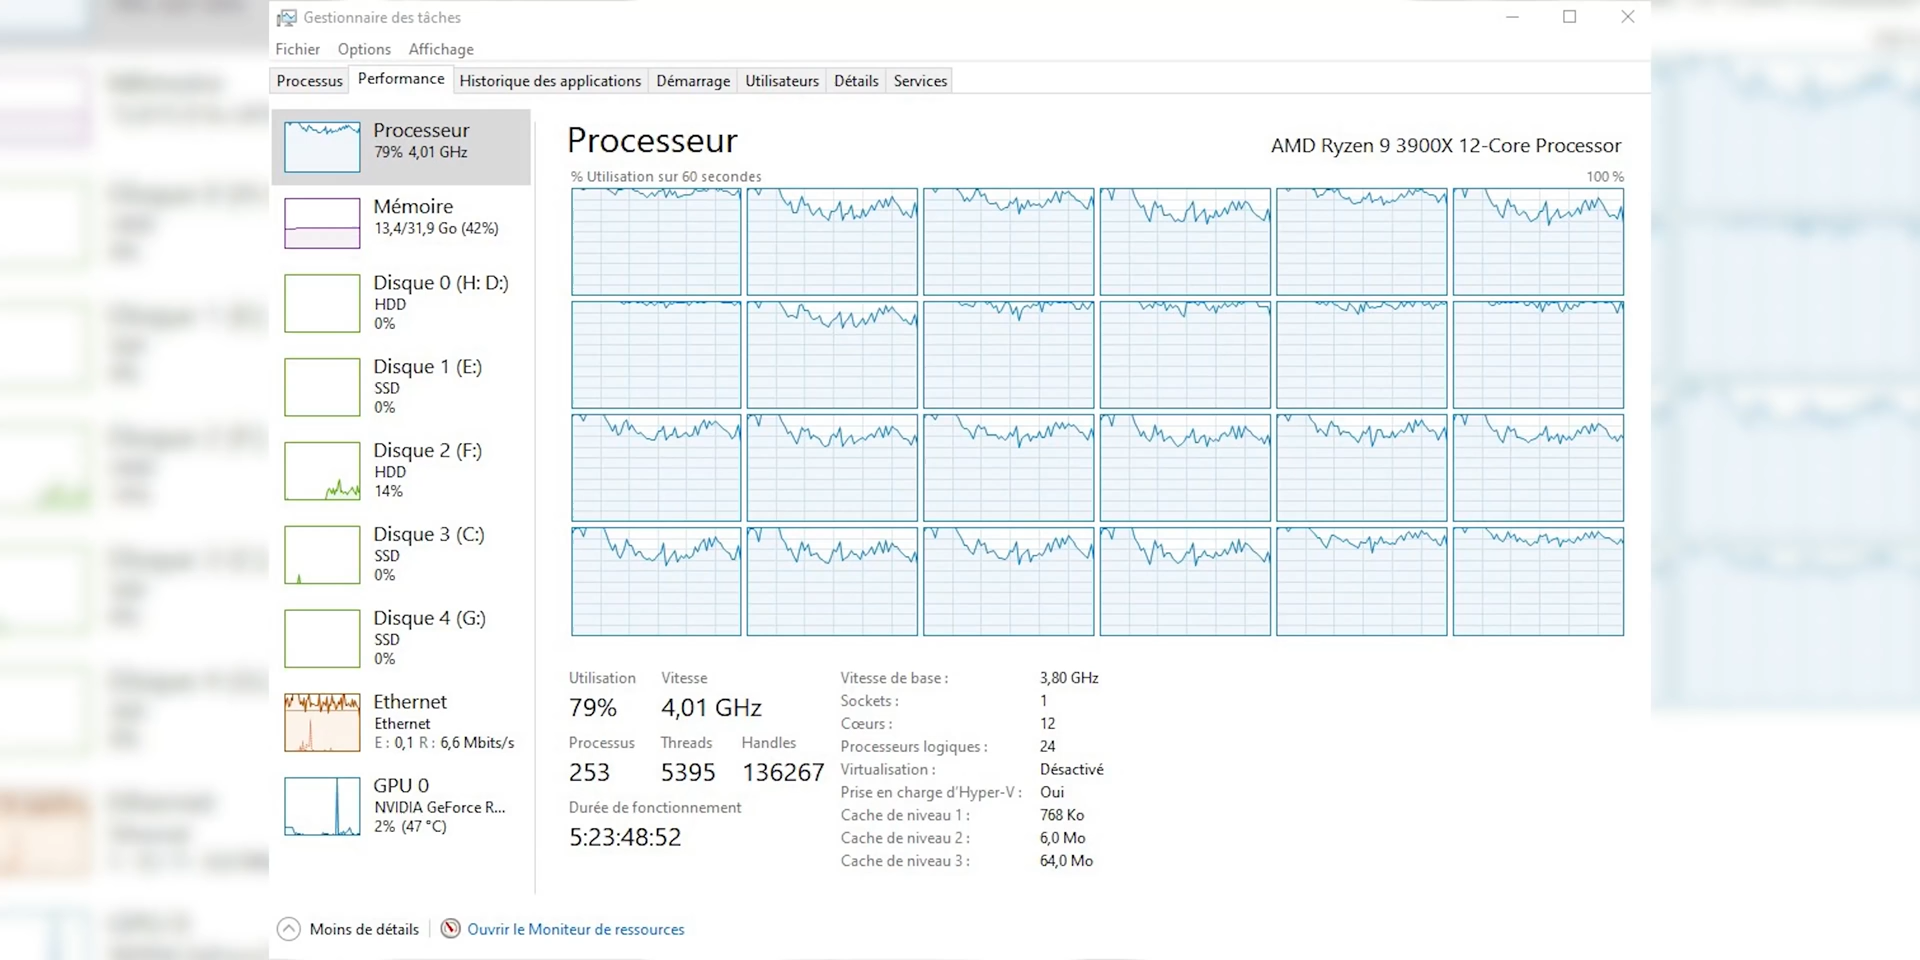 Gestionnaire des tâches
Fichier Options Affichage
Processus Performance Historique des applications Démarrage Utilisateurs Détails Services
Processeur
79% 4,01 GHz
Mémoire
13,4/31,9 Go (42%)
Disque 0 (H: D:)
HDD
0%
Disque 1 (E:)
SSD
0%
Disque 2 (F:)
HDD
14%
Disque 3 (C:)
SSD
0%
Disque 4 (G:)
SSD
0%
Ethernet
Ethernet
E : 0,1 R : 6,6 Mbits/s
GPU 0
NVIDIA GeForce R...
2% (47 °C)
Processeur
AMD Ryzen 9 3900X 12-Core Processor
% Utilisation sur 60 secondes 100 %
Utilisation Vitesse
79% 4,01 GHz
Processus Threads Handles
253 5395 136267
Durée de fonctionnement
5:23:48:52
Vitesse de base : 3,80 GHz
Sockets : 1
Cœurs : 12
Processeurs logiques : 24
Virtualisation : Désactivé
Prise en charge d'Hyper-V : Oui
Cache de niveau 1 : 768 Ko
Cache de niveau 2 : 6,0 Mo
Cache de niveau 3 : 64,0 Mo
Moins de détails Ouvrir le Moniteur de ressources